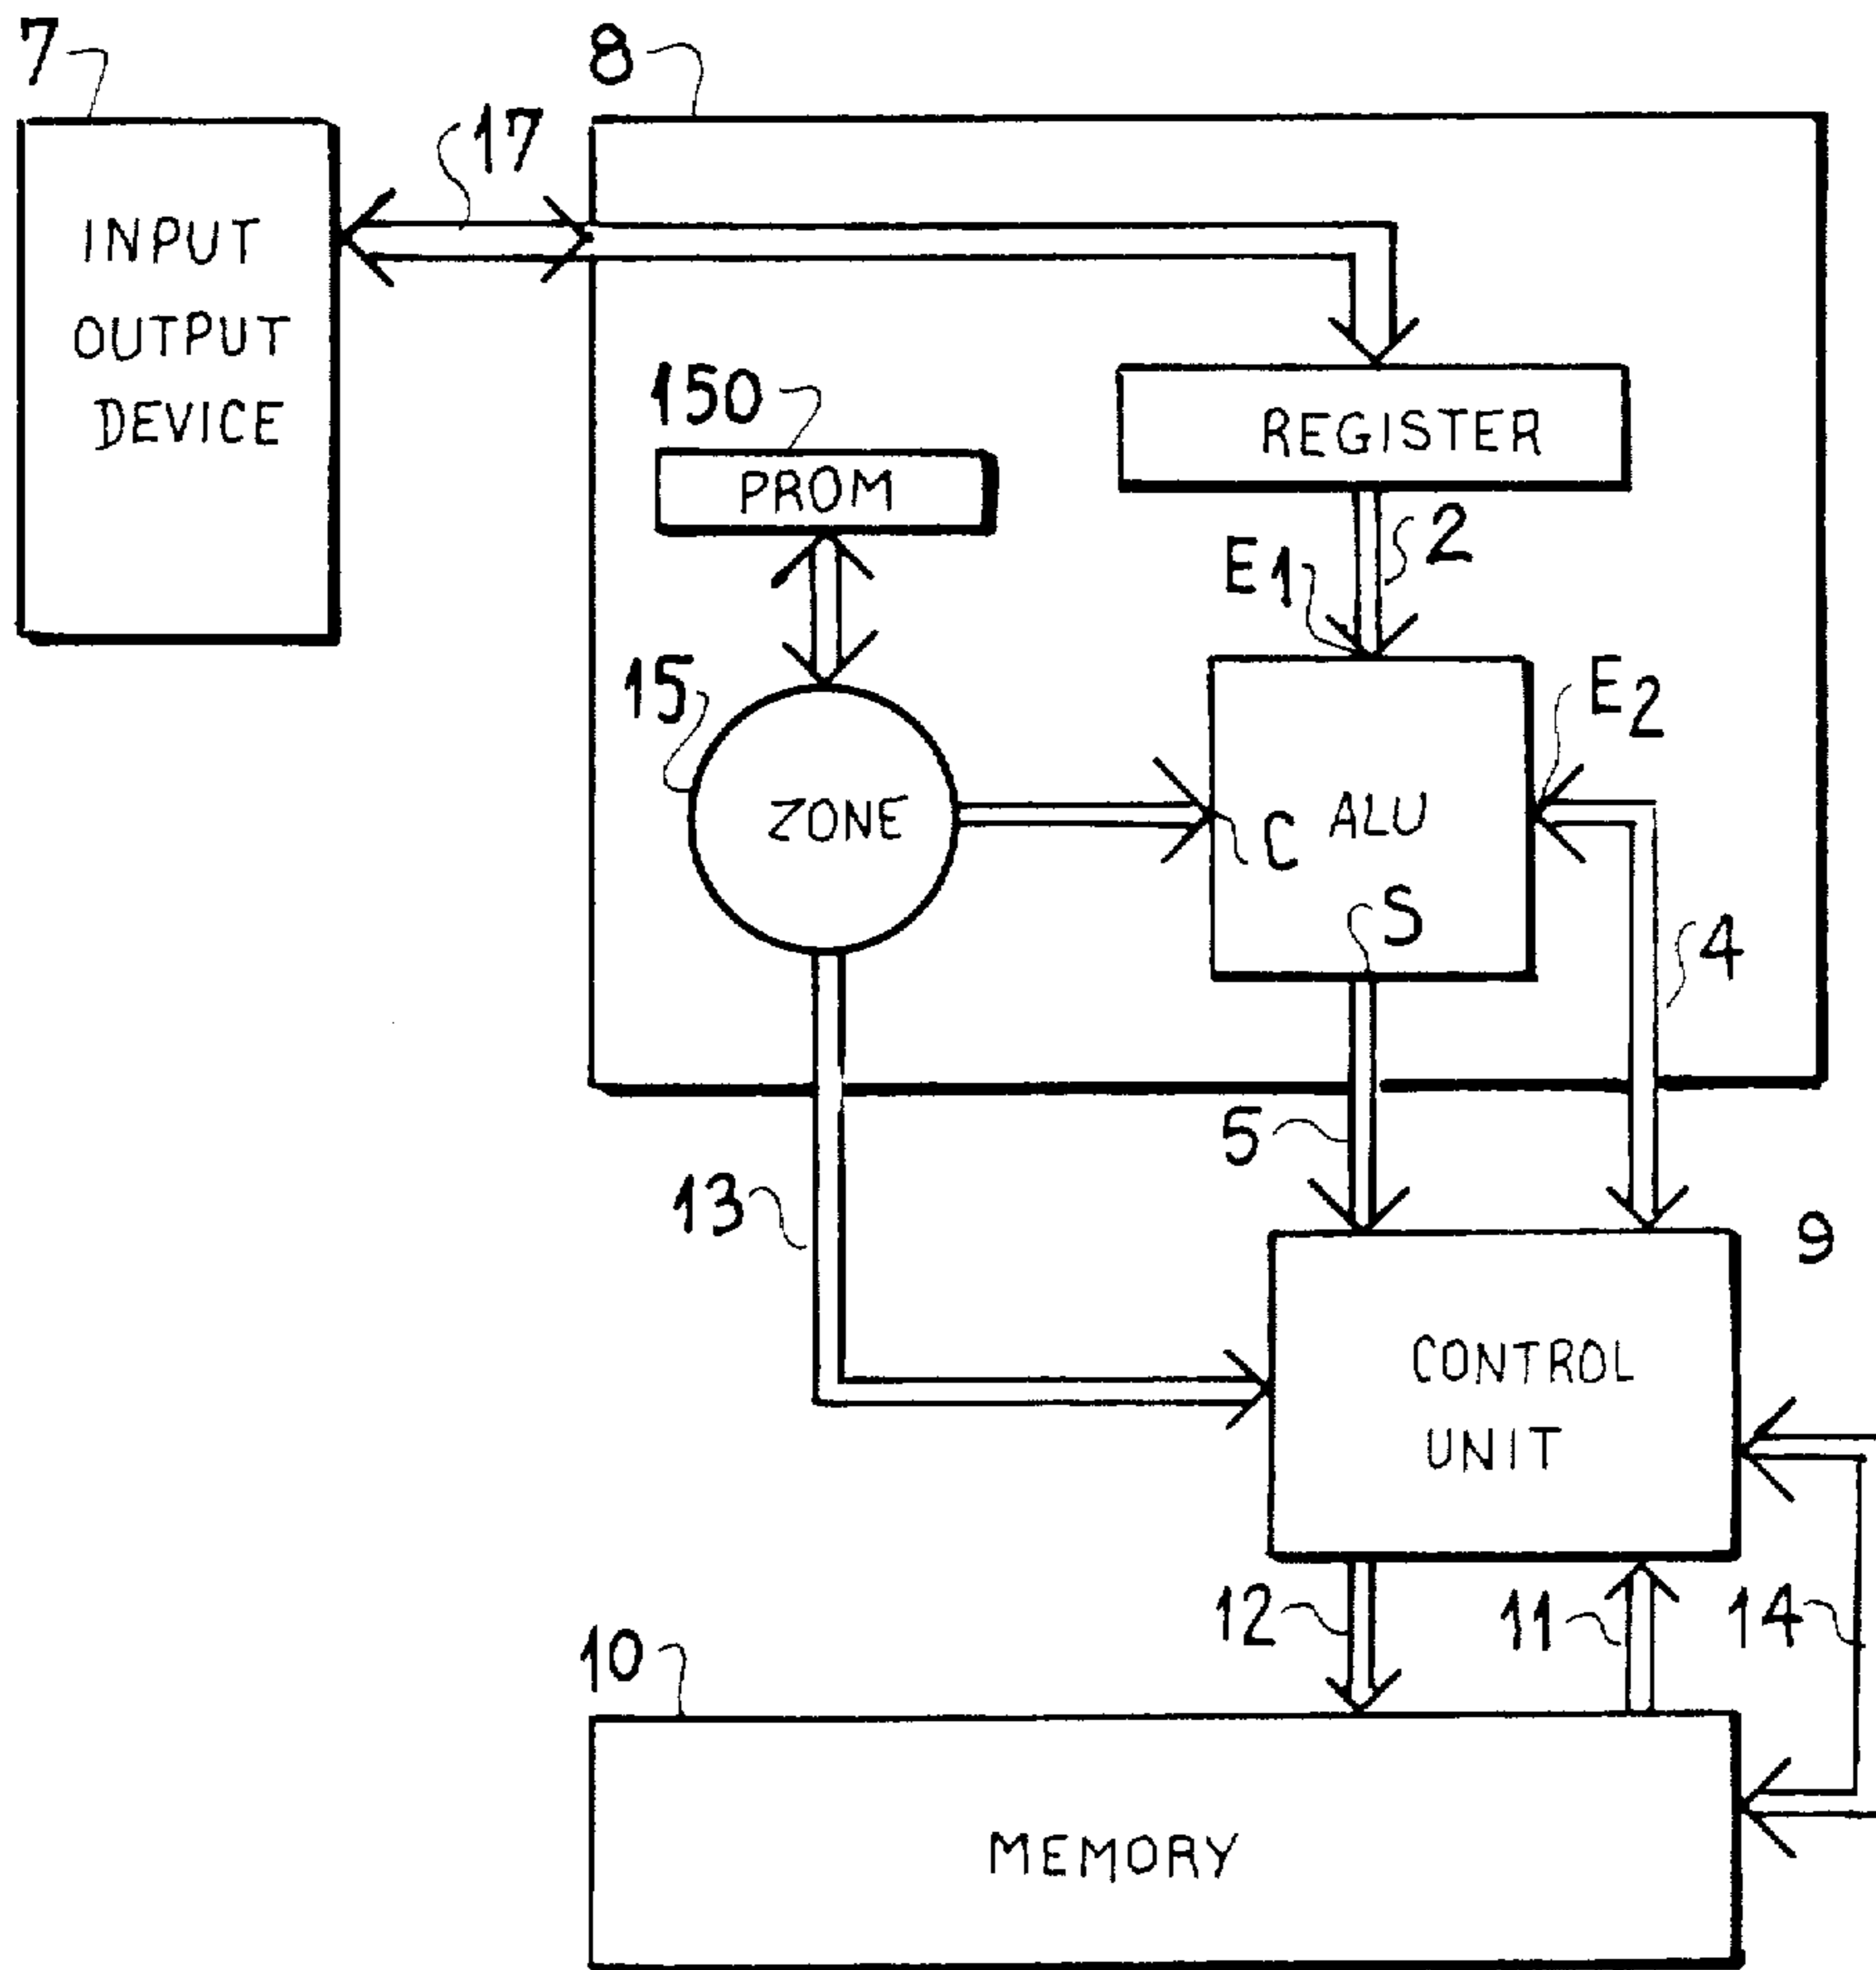 7
8
17
INPUT
OUTPUT
DEVICE
150
PROM
REGISTER
2
E1
15
E2
ZONE
C
ALU
S
4
5
13
9
CONTROL
UNIT
12
11
14
10
MEMORY